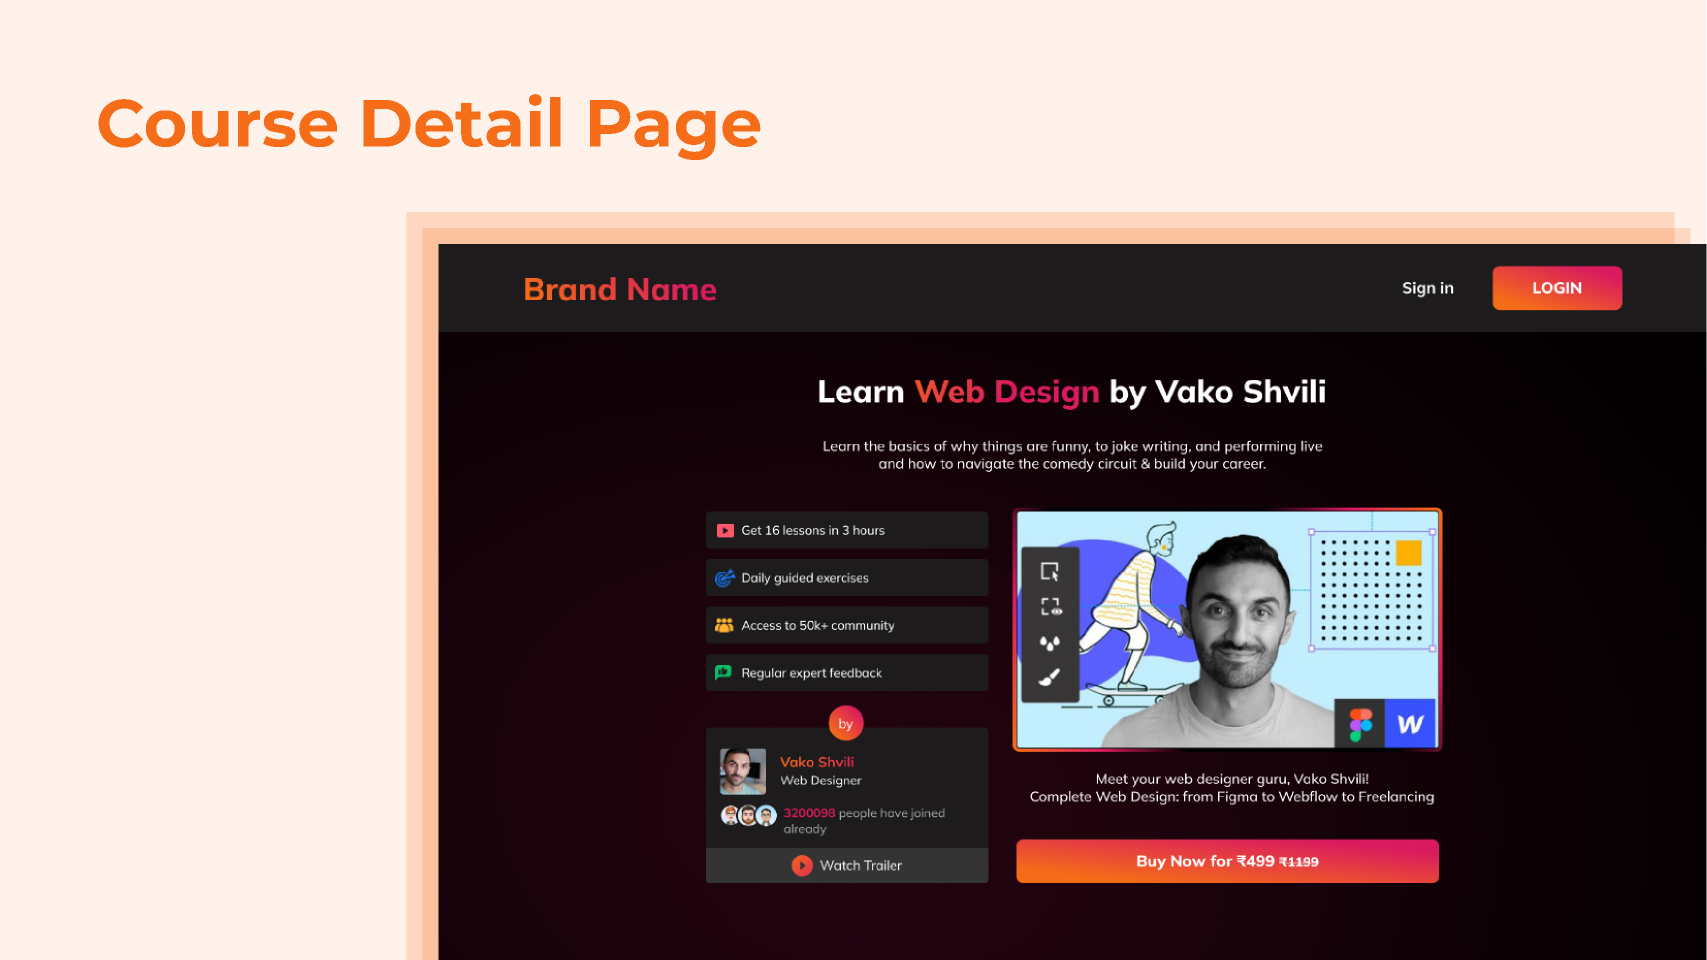 Course Detail Page
Brand Name
Sign in
LOGIN
Learn Web Design by Vako Shvili
Learn the basics of why things are funny, to joke writing, and performing live
and how to navigate the comedy circuit & build your career.
Get 16 lessons in 3 hours
Daily guided exercises
Access to 50k+ community
Regular expert feedback
by
Vako Shvili
Web Designer
3200098 people have joined
already
Watch Trailer
W
Meet your web designer guru, Vako Shvili!
Complete Web Design: from Figma to Webflow to Freelancing
Buy Now for ₹499 ₹1199